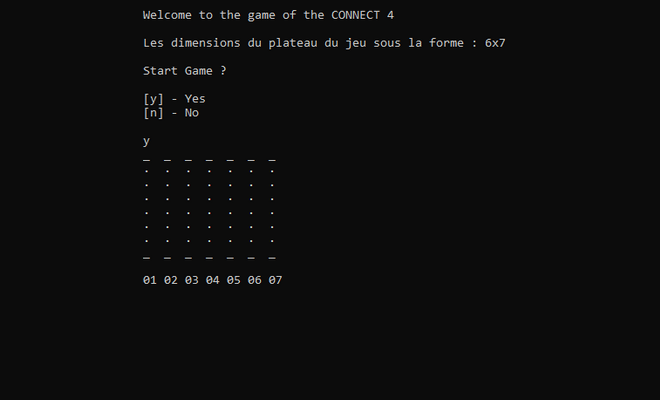 Welcome to the game of the CONNECT 4
Les dimensions du plateau du jeu sous la forme : 6x7
Start Game ?
[y] - Yes
[n] - No
y
_ _ _ _ _ _ _
. . . . . . .
. . . . . . .
. . . . . . .
. . . . . . .
. . . . . . .
. . . . . . .
_ _ _ _ _ _ _
01 02 03 04 05 06 07